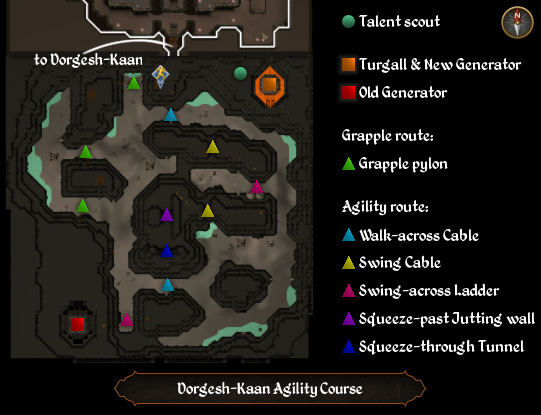 to Dorgesh-Kaan
N
Talent scout
Turgall & New Generator
Old Generator
Grapple route:
Grapple pylon
Agility route:
Walk-across Cable
Swing Cable
Swing-across Ladder
Squeeze-past Jutting wall
Squeeze-through Tunnel
Dorgesh-Kaan Agility Course